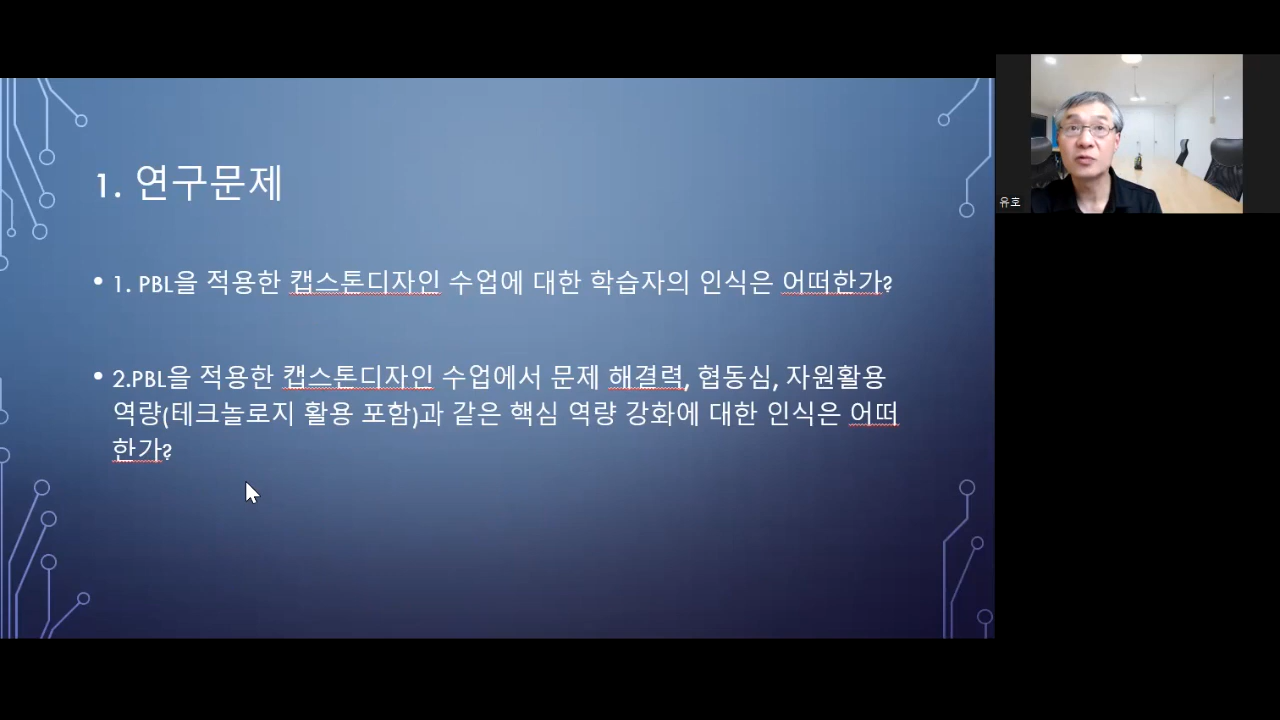 1. 연구문제
• 1. PBL을 적용한 캡스톤디자인 수업에 대한 학습자의 인식은 어떠한가?
• 2.PBL을 적용한 캡스톤디자인 수업에서 문제 해결력, 협동심, 자원활용
역량(테크놀로지 활용 포함)과 같은 핵심 역량 강화에 대한 인식은 어떠
한가?
유호